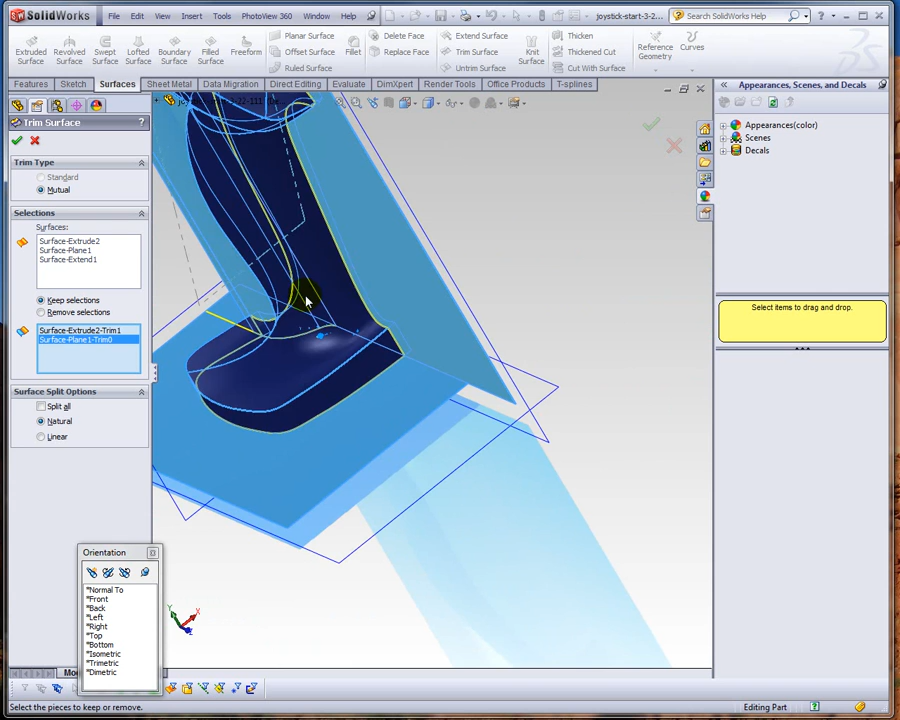 SolidWorks
File Edit View Insert Tools PhotoView 360 Window Help
joystick-start-3-2...
Search SolidWorks Help
Extruded Surface
Revolved Surface
Swept Surface
Lofted Surface
Boundary Surface
Filled Surface
Freeform
Planar Surface
Offset Surface
Ruled Surface
Fillet
Delete Face
Replace Face
Extend Surface
Trim Surface
Untrim Surface
Knit Surface
Thicken
Thickened Cut
Cut With Surface
Reference Geometry
Curves
Features Sketch Surfaces Sheet Metal Data Migration Direct Editing Evaluate DimXpert Render Tools Office Products T-splines
Trim Surface
?
Trim Type
Standard
Mutual
Selections
Surfaces:
Surface-Extrude2
Surface-Plane1
Surface-Extend1
Keep selections
Remove selections
Surface-Extrude2-Trim1
Surface-Plane1-Trim0
Surface Split Options
Split all
Natural
Linear
Orientation
*Normal To
*Front
*Back
*Left
*Right
*Top
*Bottom
*Isometric
*Trimetric
*Dimetric
Y
X
Z
Appearances, Scenes, and Decals
Appearances(color)
Scenes
Decals
Select items to drag and drop.
Select the pieces to keep or remove.
Editing Part